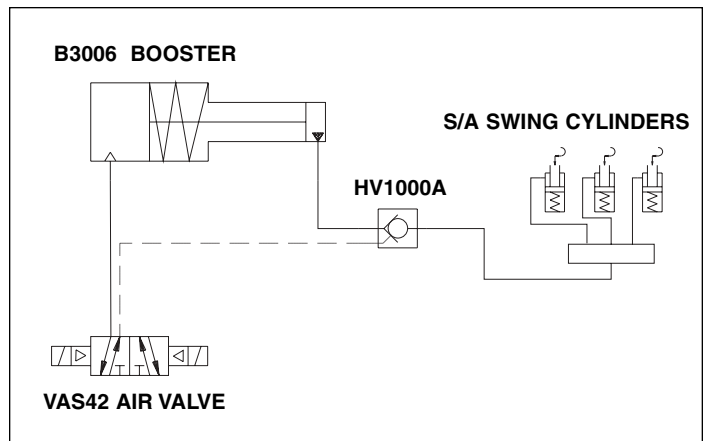 B3006 BOOSTER
S/A SWING CYLINDERS
HV1000A
VAS42 AIR VALVE